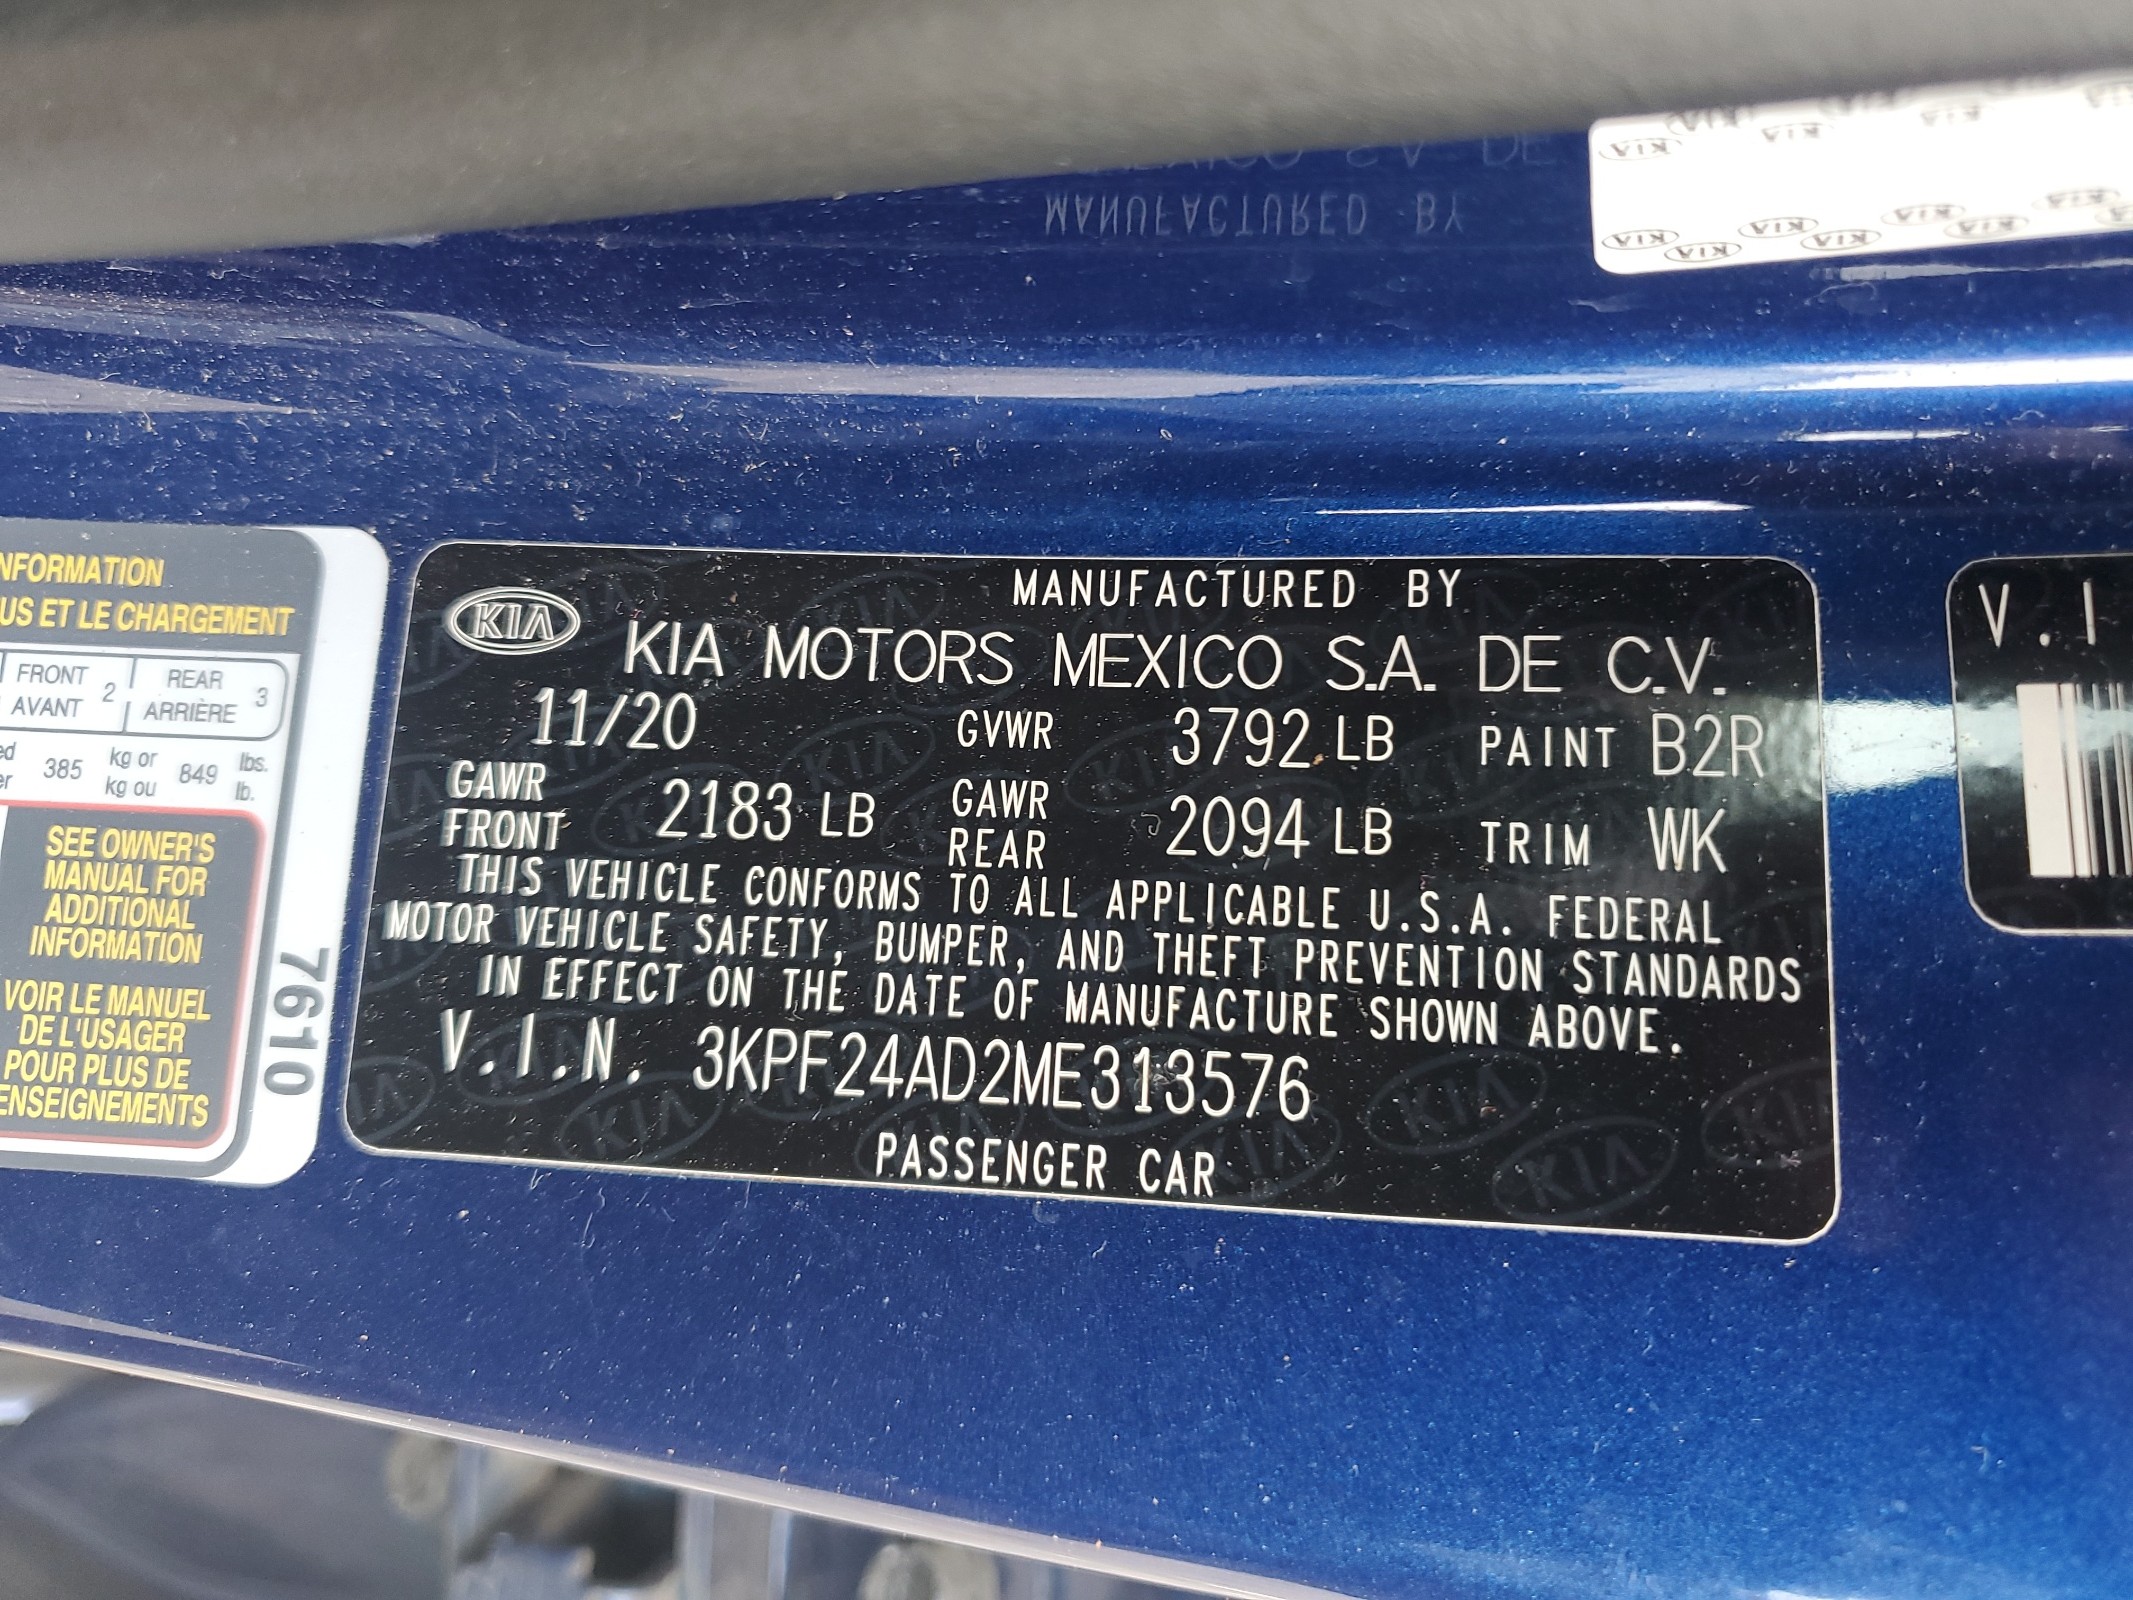 MANUFACTURED BY
KIA
KIA MOTORS MEXICO S.A. DE C.V.
11/20 GVWR 3792 LB PAINT B2R
GAWR FRONT 2183 LB GAWR REAR 2094 LB TRIM WK
THIS VEHICLE CONFORMS TO ALL APPLICABLE U.S.A. FEDERAL
MOTOR VEHICLE SAFETY, BUMPER, AND THEFT PREVENTION STANDARDS
IN EFFECT ON THE DATE OF MANUFACTURE SHOWN ABOVE.
V.I.N. 3KPF24AD2ME313576
PASSENGER CAR
NFORMATION
US ET LE CHARGEMENT
FRONT AVANT 2 REAR ARRIÈRE 3
385 kg or kg ou 849 lbs. lb.
SEE OWNER'S
MANUAL FOR
ADDITIONAL
INFORMATION
VOIR LE MANUEL
DE L'USAGER
POUR PLUS DE
ENSEIGNEMENTS
7610
V.I
MANUFACTURED BY